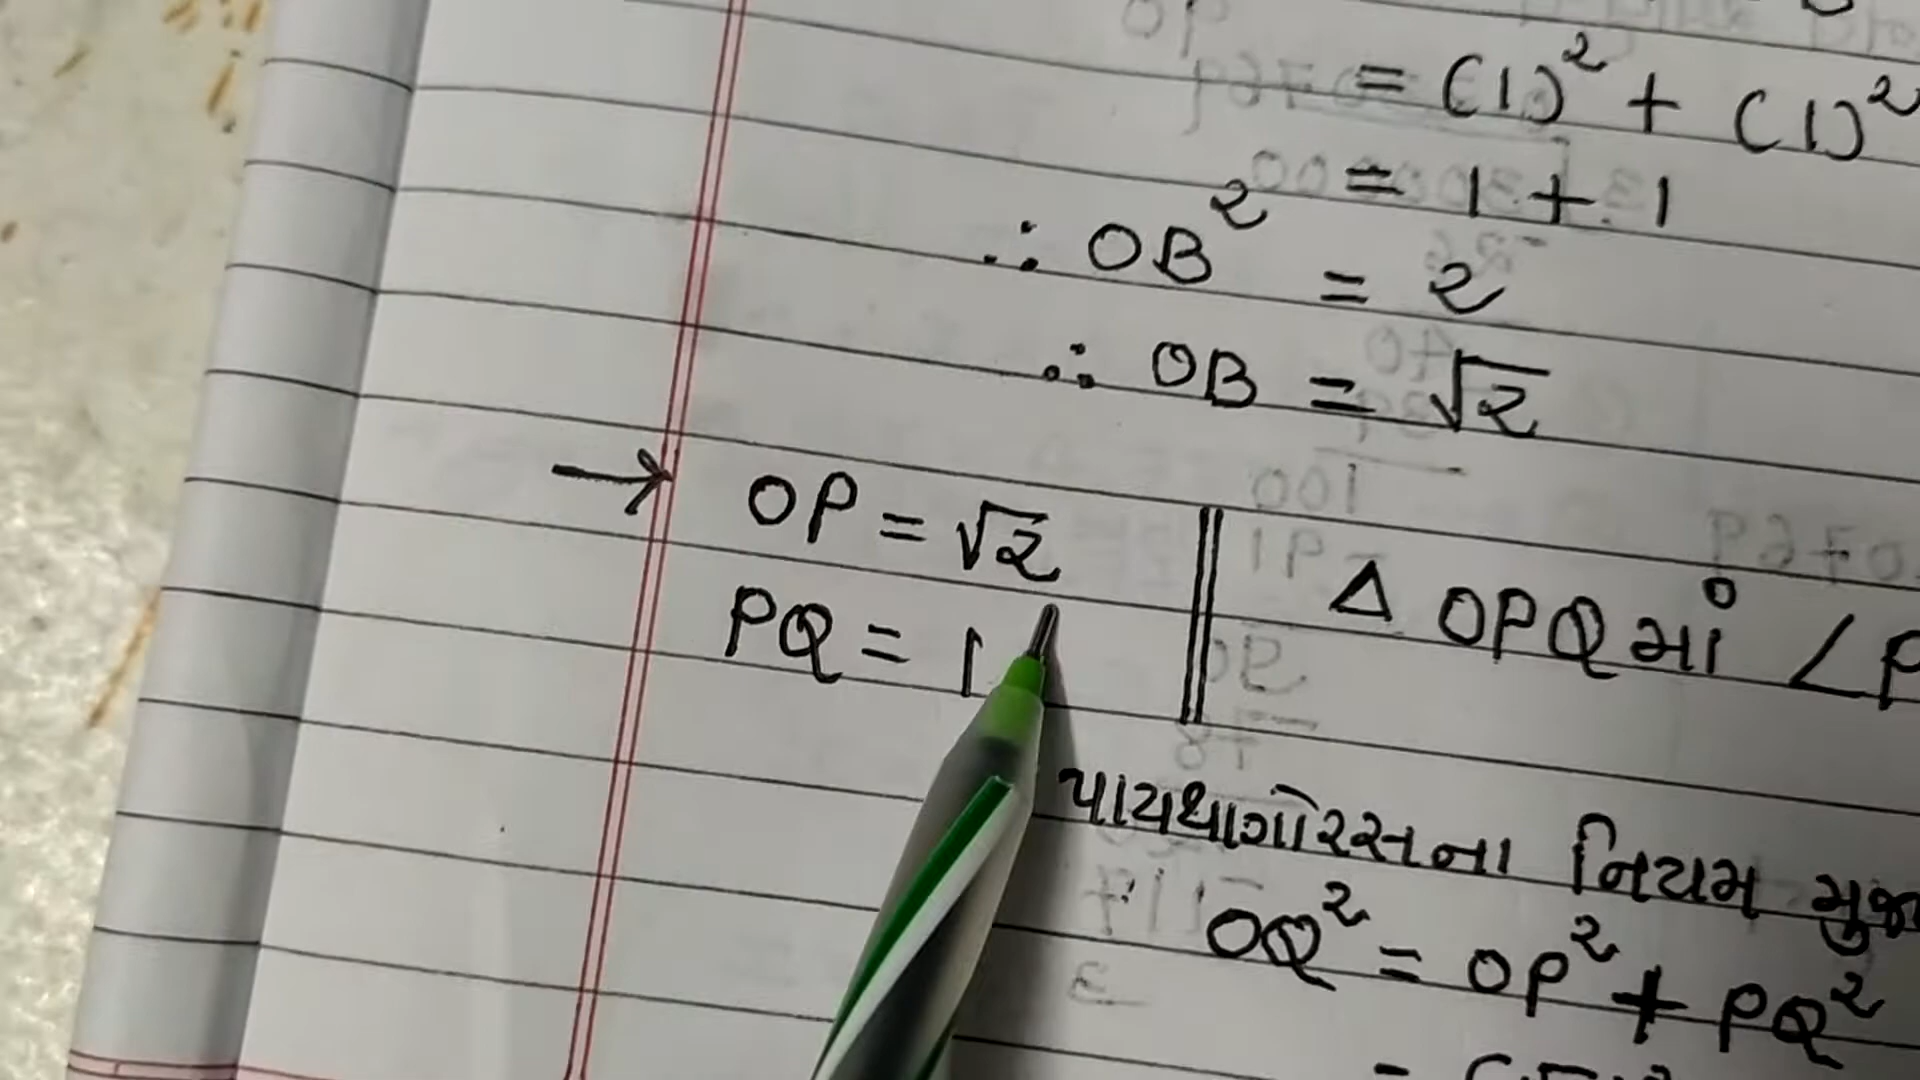 = (1)² + (1)²
= 1 + 1
∴ OB² = 2
∴ OB = √2
→ OP = √2
PQ = 1
Δ OPQમાં ∠P
પાયથાગોરસના નિયમ મુજ
OQ² = OP² + PQ²